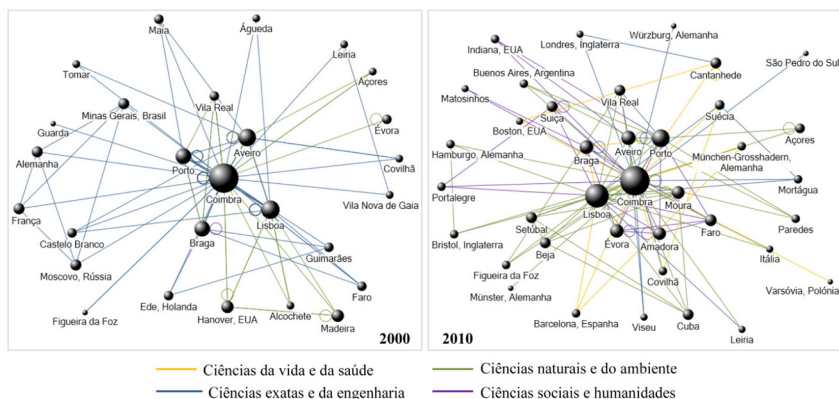 Maia
Águeda
Leiria
Tomar
Açores
Vila Real
Minas Gerais, Brasil
Évora
Guarda
Aveiro
Alemanha
Porto
Covilhã
Coimbra
Vila Nova de Gaia
França
Lisboa
Castelo Branco
Braga
Guimarães
Moscovo, Rússia
Faro
Ede, Holanda
Figueira da Foz
Hanover, EUA
Alcochete
Madeira
2000
Würzburg, Alemanha
Indiana, EUA
Londres, Inglaterra
São Pedro do Sul
Buenos Aires, Argentina
Cantanhede
Matosinhos
Suiça
Vila Real
Suécia
Boston, EUA
Aveiro
Porto
Açores
Braga
Hamburgo, Alemanha
München-Grosshadern,
Alemanha
Coimbra
Mortágua
Portalegre
Lisboa
Moura
Setúbal
Paredes
Bristol, Inglaterra
Évora
Amadora
Faro
Beja
Itália
Figueira da Foz
Covilhã
Münster, Alemanha
Varsóvia, Polónia
Barcelona, Espanha
Viseu
Cuba
Leiria
2010
Ciências da vida e da saúde
Ciências naturais e do ambiente
Ciências exatas e da engenharia
Ciências sociais e humanidades